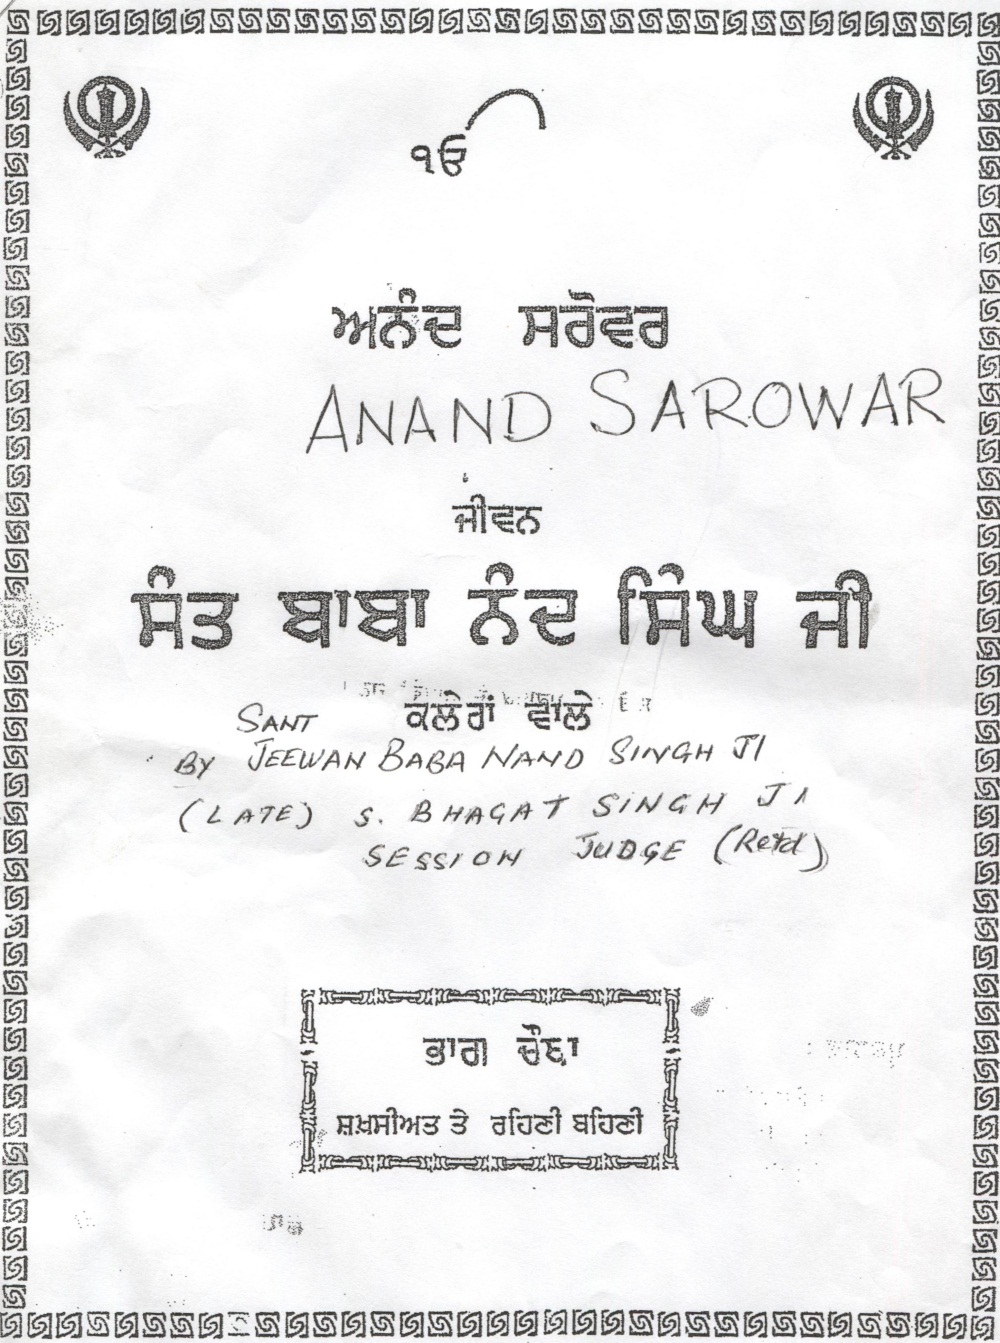 ੴ
ਅਨੰਦ ਸਰੋਵਰ
ANAND SAROWAR
ਜੀਵਨ
ਸੰਤ ਬਾਬਾ ਨੰਦ ਸਿੰਘ ਜੀ
ਕਲੇਰਾਂ ਵਾਲੇ
SANT
BY JEEWAN BABA NAND SINGH JI
(LATE) S. BHAGAT SINGH JI
SESSION JUDGE (Retd)
ਭਾਗ ਚੌਥਾ
ਸ਼ਖ਼ਸੀਅਤ ਤੇ ਰਹਿਣੀ ਬਹਿਣੀ